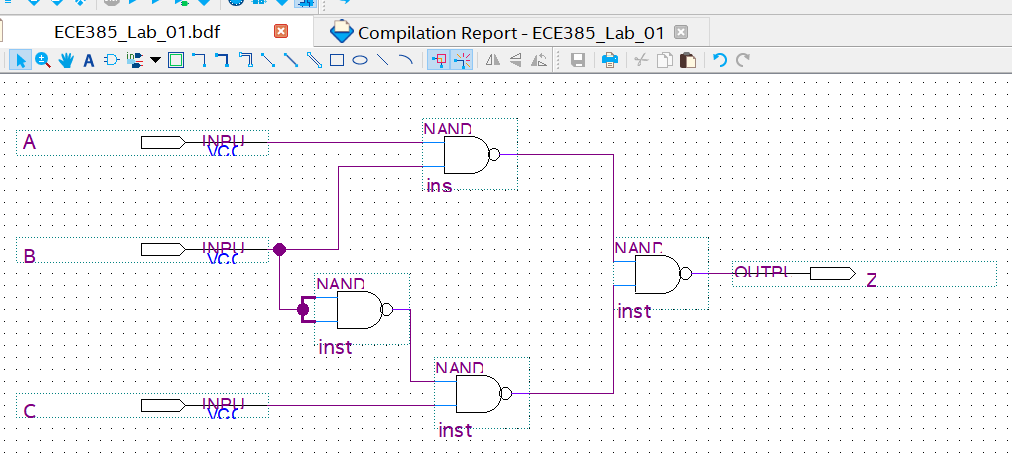 ECE385_Lab_01.bdf
Compilation Report - ECE385_Lab_01
A
NAND
A
INPU
VCC
ins
NAND
B
INPU
VCC
OUTPU
Z
inst
NAND
inst
NAND
C
INPU
VCC
inst